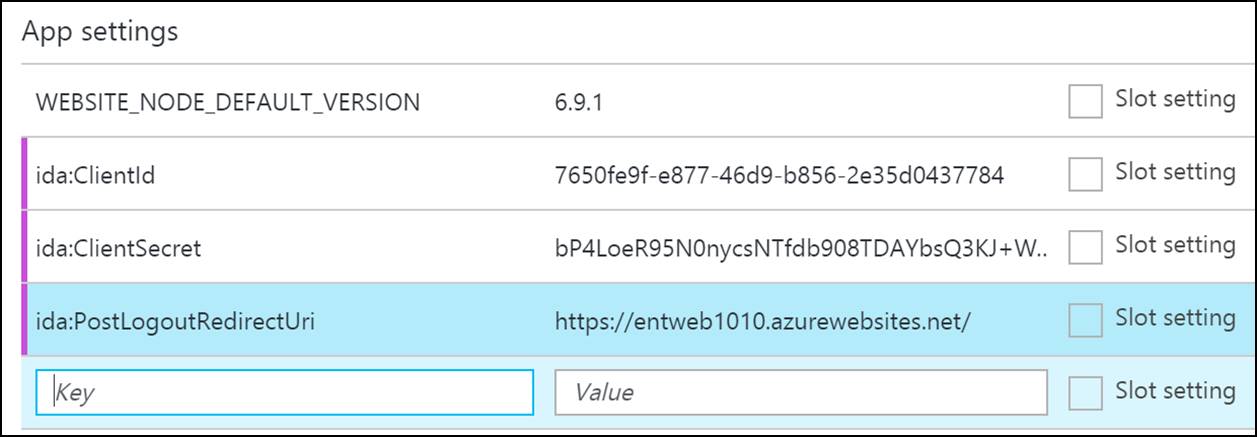 App settings
WEBSITE_NODE_DEFAULT_VERSION 6.9.1 Slot setting
ida:ClientId 7650fe9f-e877-46d9-b856-2e35d0437784 Slot setting
ida:ClientSecret bP4LoeR95N0nycsNTfdb908TDAYbsQ3KJ+W.. Slot setting
ida:PostLogoutRedirectUri https://entweb1010.azurewebsites.net/ Slot setting
Key Value Slot setting